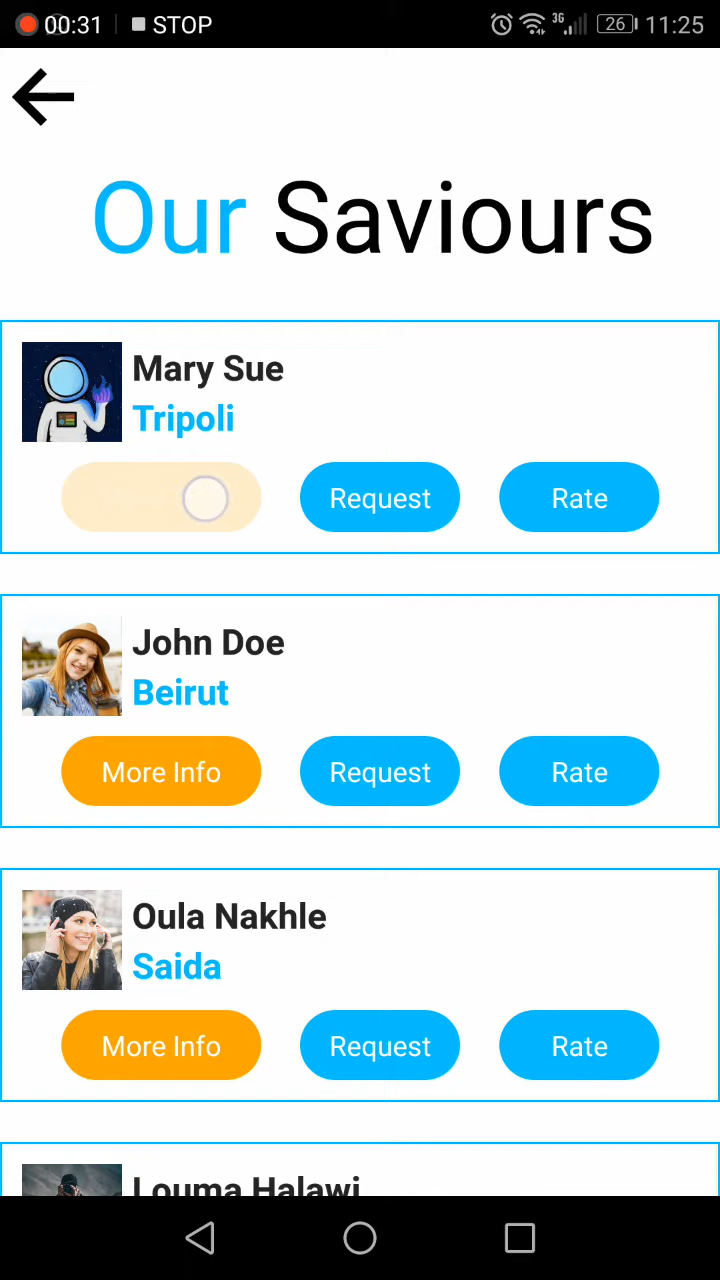 00:31 STOP 3G 26 11:25
Our Saviours
Mary Sue
Tripoli
Request Rate
John Doe
Beirut
More Info Request Rate
Oula Nakhle
Saida
More Info Request Rate
Louma Halawi